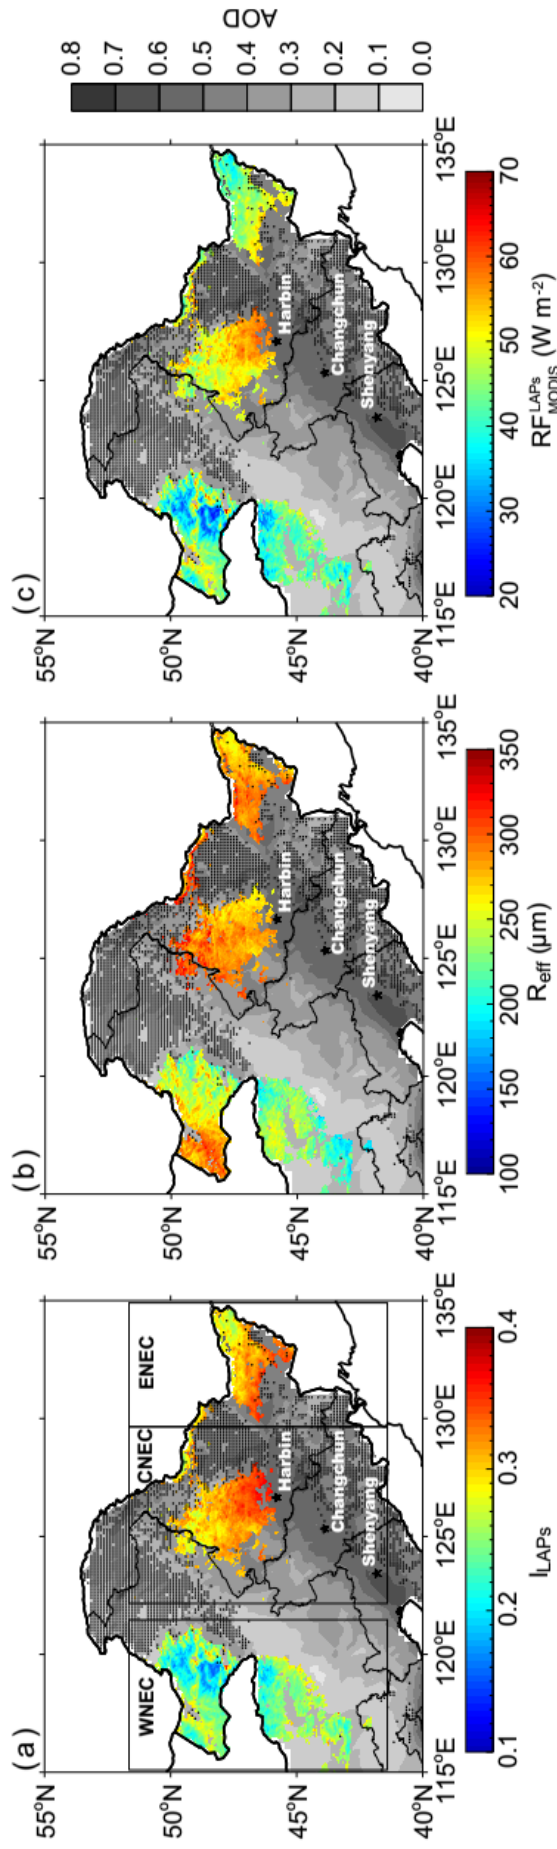 (a)
55°N
50°N
45°N
40°N
WNEC
CNEC
ENEC
Harbin
Changchun
Shenyang
115°E 120°E 125°E 130°E 135°E
0.1 0.2 0.3 0.4
I_LAPs
(b)
55°N
50°N
45°N
40°N
Harbin
Changchun
Shenyang
115°E 120°E 125°E 130°E 135°E
100 150 200 250 300 350
R_eff (μm)
(c)
55°N
50°N
45°N
40°N
Harbin
Changchun
Shenyang
115°E 120°E 125°E 130°E 135°E
20 30 40 50 60 70
RF_MODIS^LAPs (W m⁻²)
0.8
0.7
0.6
0.5
0.4
0.3
0.2
0.1
0.0
AOD